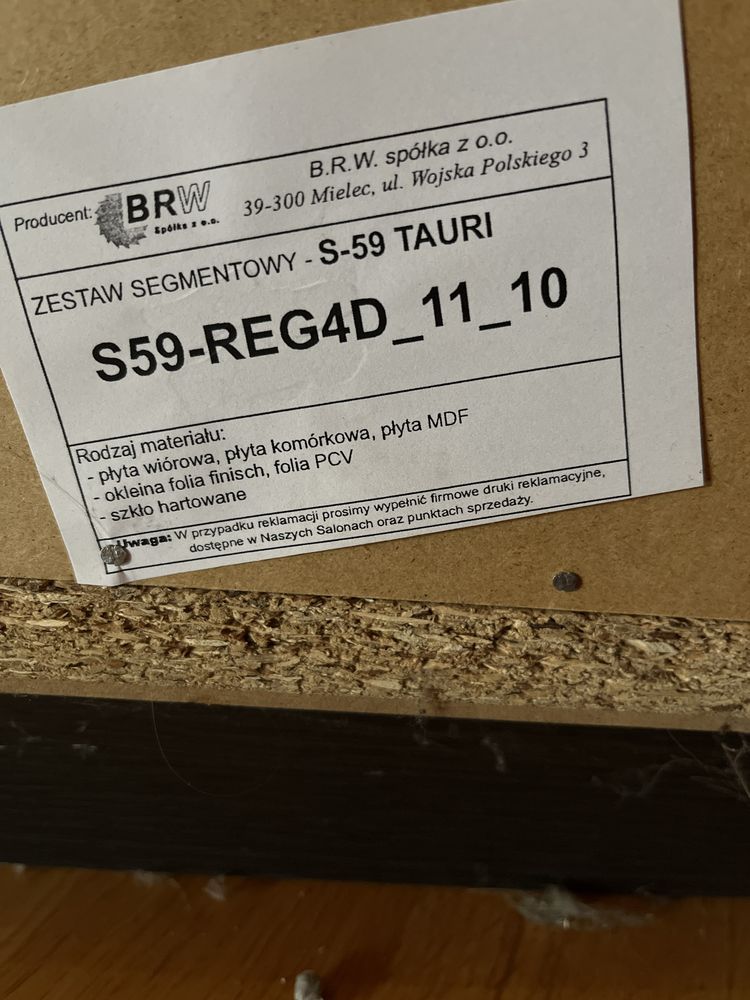 Producent:
BRW
Spółka z o.o.
B.R.W. spółka z o.o.
39-300 Mielec, ul. Wojska Polskiego 3
ZESTAW SEGMENTOWY - S-59 TAURI
S59-REG4D_11_10
Rodzaj materiału:
- płyta wiórowa, płyta komórkowa, płyta MDF
- okleina folia finisch, folia PCV
- szkło hartowane
Uwaga: W przypadku reklamacji prosimy wypełnić firmowe druki reklamacyjne,
dostępne w Naszych Salonach oraz punktach sprzedaży.